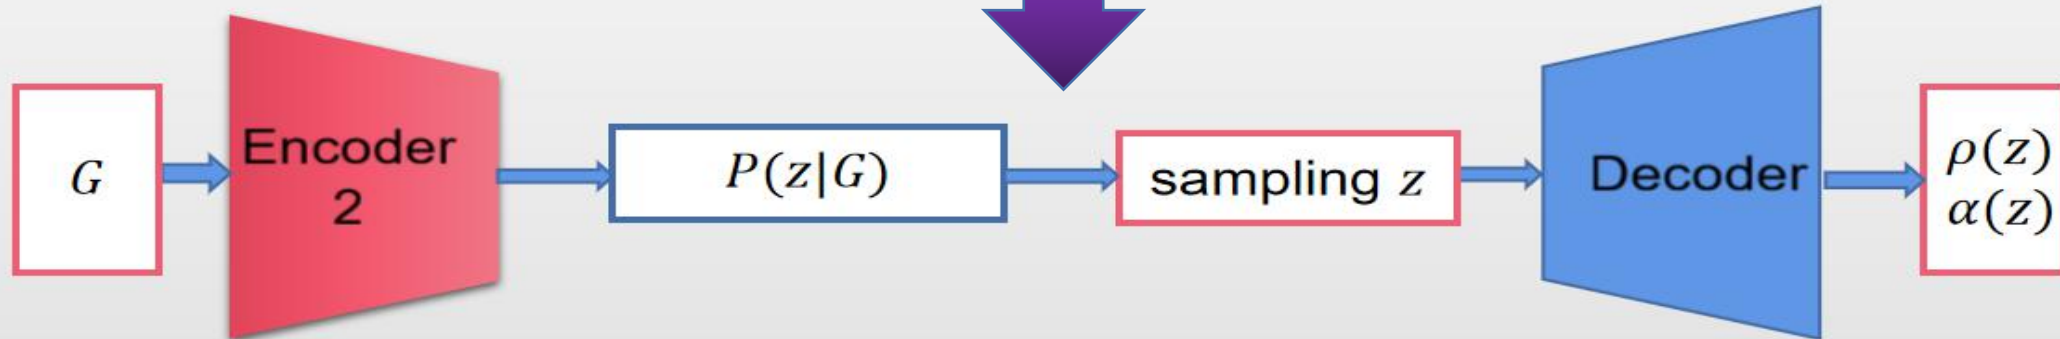 G
Encoder
2
P(z|G)
sampling z
Decoder
ρ(z)
α(z)